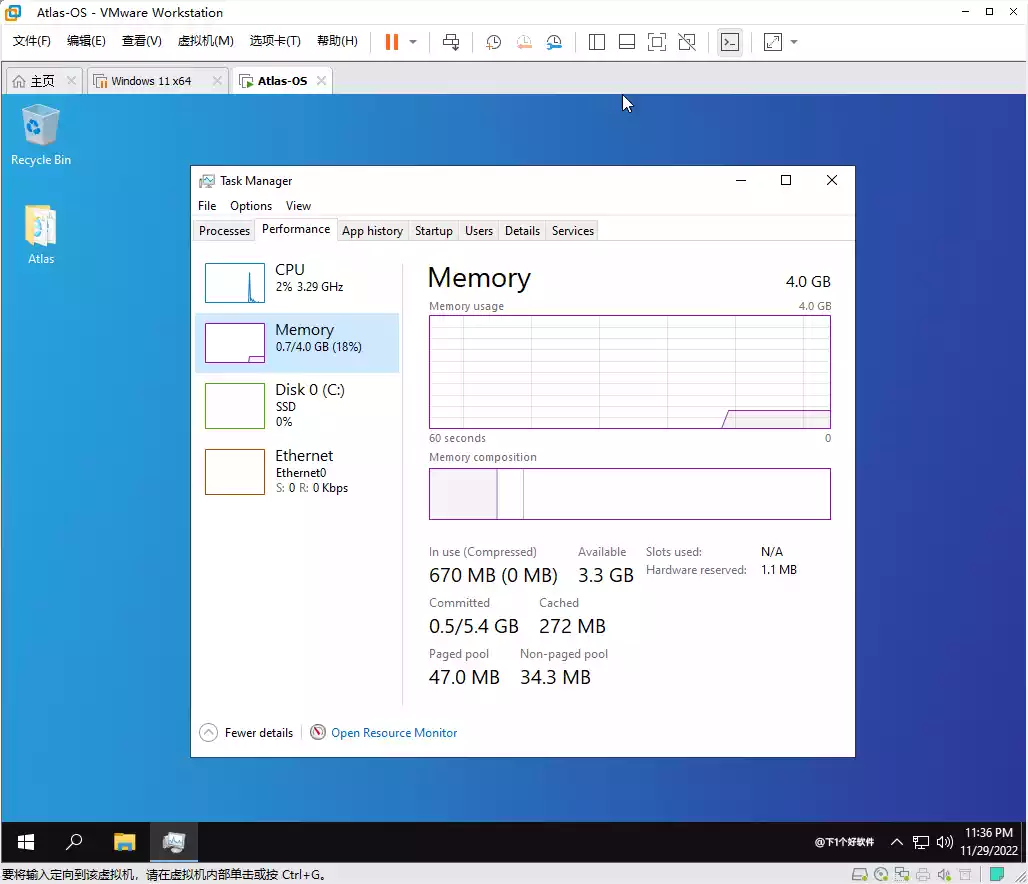 Atlas-OS - VMware Workstation
文件(F) 编辑(E) 查看(V) 虚拟机(M) 选项卡(T) 帮助(H)
主页 Windows 11 x64 Atlas-OS
Recycle Bin
Atlas
Task Manager
File Options View
Processes Performance App history Startup Users Details Services
CPU
2% 3.29 GHz
Memory
0.7/4.0 GB (18%)
Disk 0 (C:)
SSD
0%
Ethernet
Ethernet0
S: 0 R: 0 Kbps
Memory 4.0 GB
Memory usage 4.0 GB
60 seconds 0
Memory composition
In use (Compressed) Available Slots used: N/A
670 MB (0 MB) 3.3 GB Hardware reserved: 1.1 MB
Committed Cached
0.5/5.4 GB 272 MB
Paged pool Non-paged pool
47.0 MB 34.3 MB
Fewer details Open Resource Monitor
@下1个好软件
11:36 PM
11/29/2022
要将输入定向到该虚拟机，请在虚拟机内部单击或按 Ctrl+G。